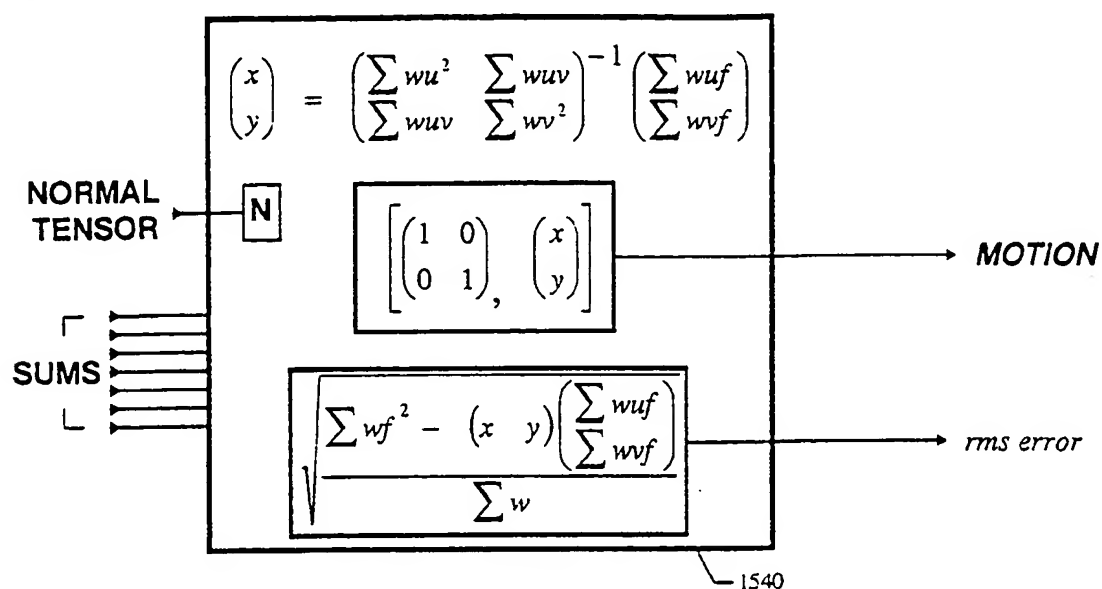 (x y) = (∑ wu² ∑ wuv ∑ wuv ∑ wv²)⁻¹ (∑ wuf ∑ wvf)
NORMAL
TENSOR
N
[(1 0 0 1), (x y)]
MOTION
SUMS
√((∑ wf² - (x y)(∑ wuf ∑ wvf)) / ∑ w)
rms error
1540